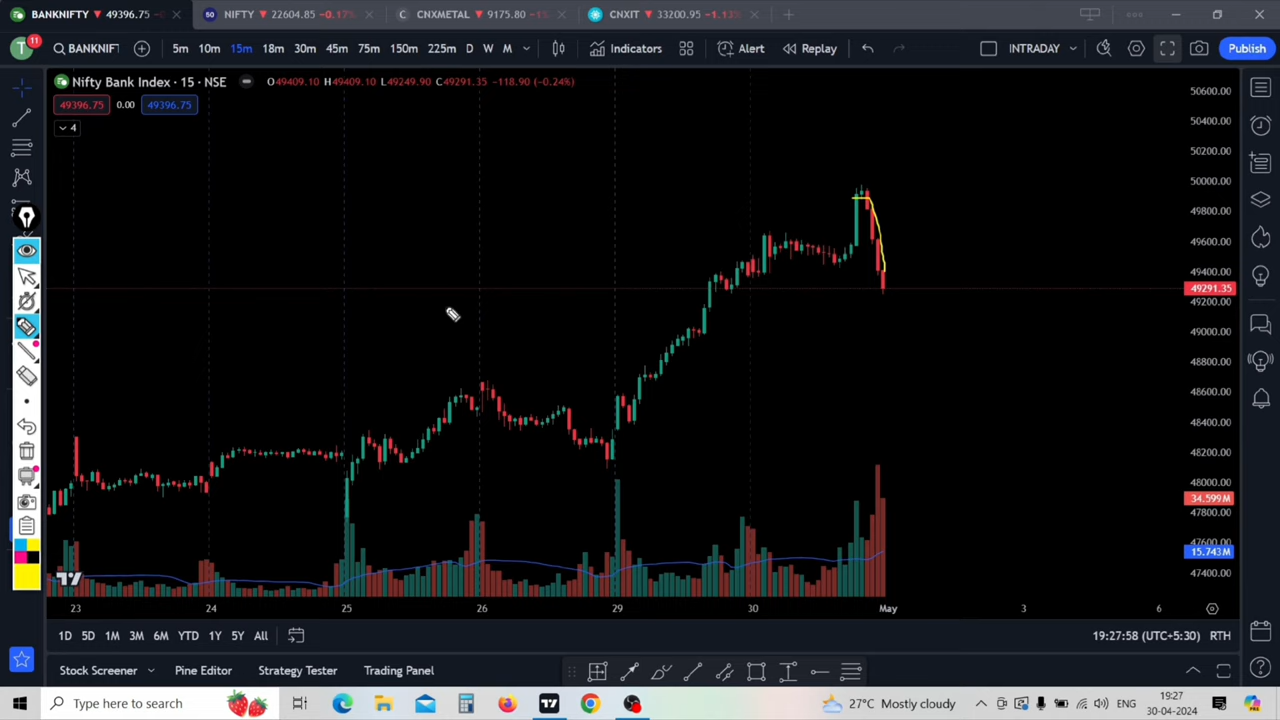 BANKNIFTY ▼ 49396.75 -0.
NIFTY ▼ 22604.85 -0.17%
CNXMETAL ▼ 9175.80 -1
CNXIT ▼ 33200.95 -1.13%
T 11
BANKNIFT
5m 10m 15m 18m 30m 45m 75m 150m 225m D W M
Indicators
Alert
Replay
INTRADAY
Publish
Nifty Bank Index · 15 · NSE
O49409.10 H49409.10 L49249.90 C49291.35 -118.90 (-0.24%)
49396.75 0.00 49396.75
4
50600.00
50400.00
50200.00
50000.00
49800.00
49600.00
49400.00
49291.35
49200.00
49000.00
48800.00
48600.00
48400.00
48200.00
48000.00
34.599M
47800.00
47600.00
15.743M
47400.00
23 24 25 26 29 30 May 3 6
1D 5D 1M 3M 6M YTD 1Y 5Y All
19:27:58 (UTC+5:30) RTH
Stock Screener Pine Editor Strategy Tester Trading Panel
Type here to search
27°C Mostly cloudy
ENG
19:27
30-04-2024